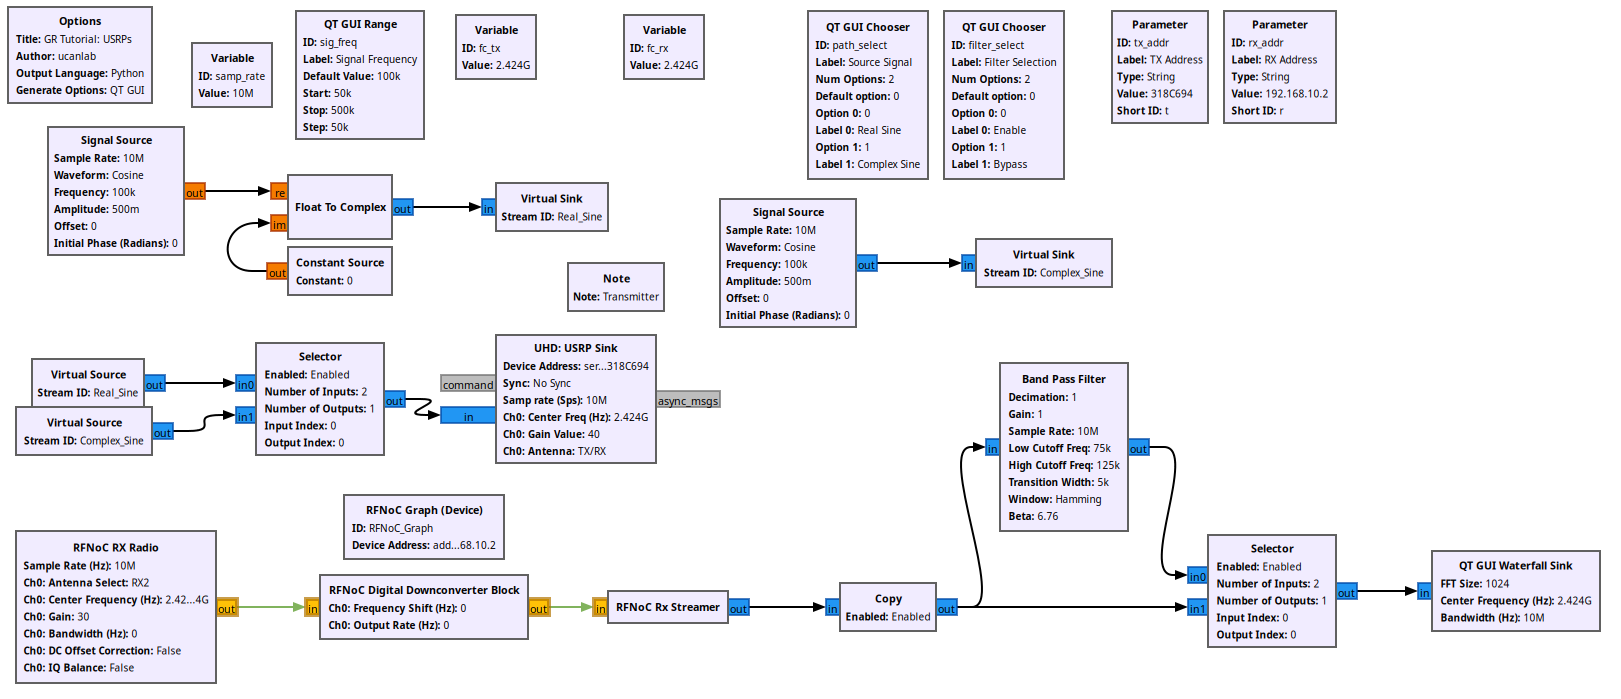 Options
Title: GR Tutorial: USRPs
Author: ucanlab
Output Language: Python
Generate Options: QT GUI
Variable
ID: samp_rate
Value: 10M
QT GUI Range
ID: sig_freq
Label: Signal Frequency
Default Value: 100k
Start: 50k
Stop: 500k
Step: 50k
Variable
ID: fc_tx
Value: 2.424G
Variable
ID: fc_rx
Value: 2.424G
QT GUI Chooser
ID: path_select
Label: Source Signal
Num Options: 2
Default option: 0
Option 0: 0
Label 0: Real Sine
Option 1: 1
Label 1: Complex Sine
QT GUI Chooser
ID: filter_select
Label: Filter Selection
Num Options: 2
Default option: 0
Option 0: 0
Label 0: Enable
Option 1: 1
Label 1: Bypass
Parameter
ID: tx_addr
Label: TX Address
Type: String
Value: 318C694
Short ID: t
Parameter
ID: rx_addr
Label: RX Address
Type: String
Value: 192.168.10.2
Short ID: r
Signal Source
Sample Rate: 10M
Waveform: Cosine
Frequency: 100k
Amplitude: 500m
Offset: 0
Initial Phase (Radians): 0
out
re
im
Float To Complex
out
out
Constant Source
Constant: 0
in
Virtual Sink
Stream ID: Real_Sine
Note
Note: Transmitter
Signal Source
Sample Rate: 10M
Waveform: Cosine
Frequency: 100k
Amplitude: 500m
Offset: 0
Initial Phase (Radians): 0
out
in
Virtual Sink
Stream ID: Complex_Sine
Virtual Source
Stream ID: Real_Sine
out
Virtual Source
Stream ID: Complex_Sine
out
in0
in1
Selector
Enabled: Enabled
Number of Inputs: 2
Number of Outputs: 1
Input Index: 0
Output Index: 0
out
command
in
UHD: USRP Sink
Device Address: ser...318C694
Sync: No Sync
Samp rate (Sps): 10M
Ch0: Center Freq (Hz): 2.424G
Ch0: Gain Value: 40
Ch0: Antenna: TX/RX
async_msgs
in
Band Pass Filter
Decimation: 1
Gain: 1
Sample Rate: 10M
Low Cutoff Freq: 75k
High Cutoff Freq: 125k
Transition Width: 5k
Window: Hamming
Beta: 6.76
out
RFNoC Graph (Device)
ID: RFNoC_Graph
Device Address: add...68.10.2
RFNoC RX Radio
Sample Rate (Hz): 10M
Ch0: Antenna Select: RX2
Ch0: Center Frequency (Hz): 2.42...4G
Ch0: Gain: 30
Ch0: Bandwidth (Hz): 0
Ch0: DC Offset Correction: False
Ch0: IQ Balance: False
out
in
RFNoC Digital Downconverter Block
Ch0: Frequency Shift (Hz): 0
Ch0: Output Rate (Hz): 0
out
in
RFNoC Rx Streamer
out
in
Copy
Enabled: Enabled
out
in0
in1
Selector
Enabled: Enabled
Number of Inputs: 2
Number of Outputs: 1
Input Index: 0
Output Index: 0
out
in
QT GUI Waterfall Sink
FFT Size: 1024
Center Frequency (Hz): 2.424G
Bandwidth (Hz): 10M